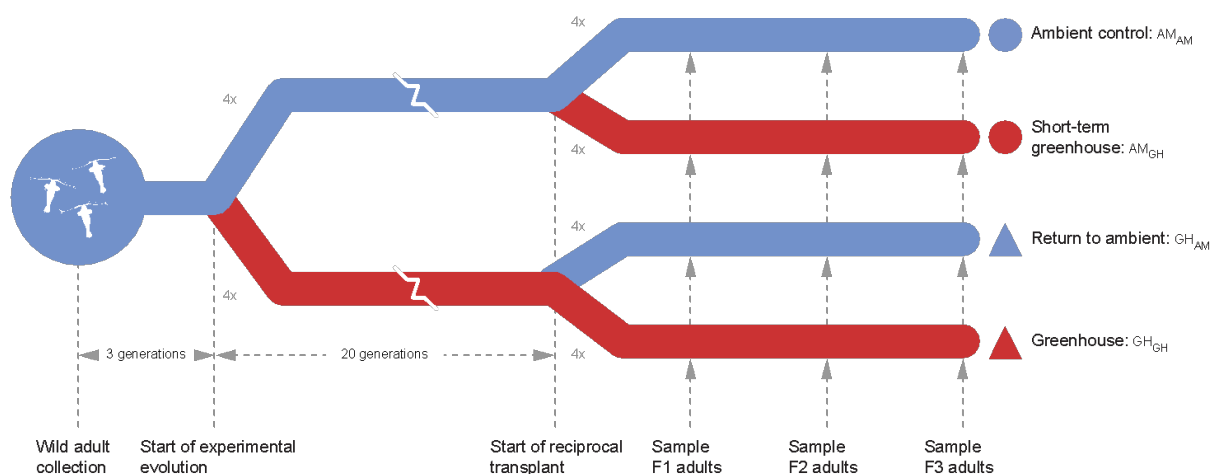 4x
Ambient control: AM_AM
4x
4x
Short-term
greenhouse: AM_GH
4x
Return to ambient: GH_AM
4x
3 generations
20 generations
4x
Greenhouse: GH_GH
Wild adult
collection
Start of experimental
evolution
Start of reciprocal
transplant
Sample
F1 adults
Sample
F2 adults
Sample
F3 adults